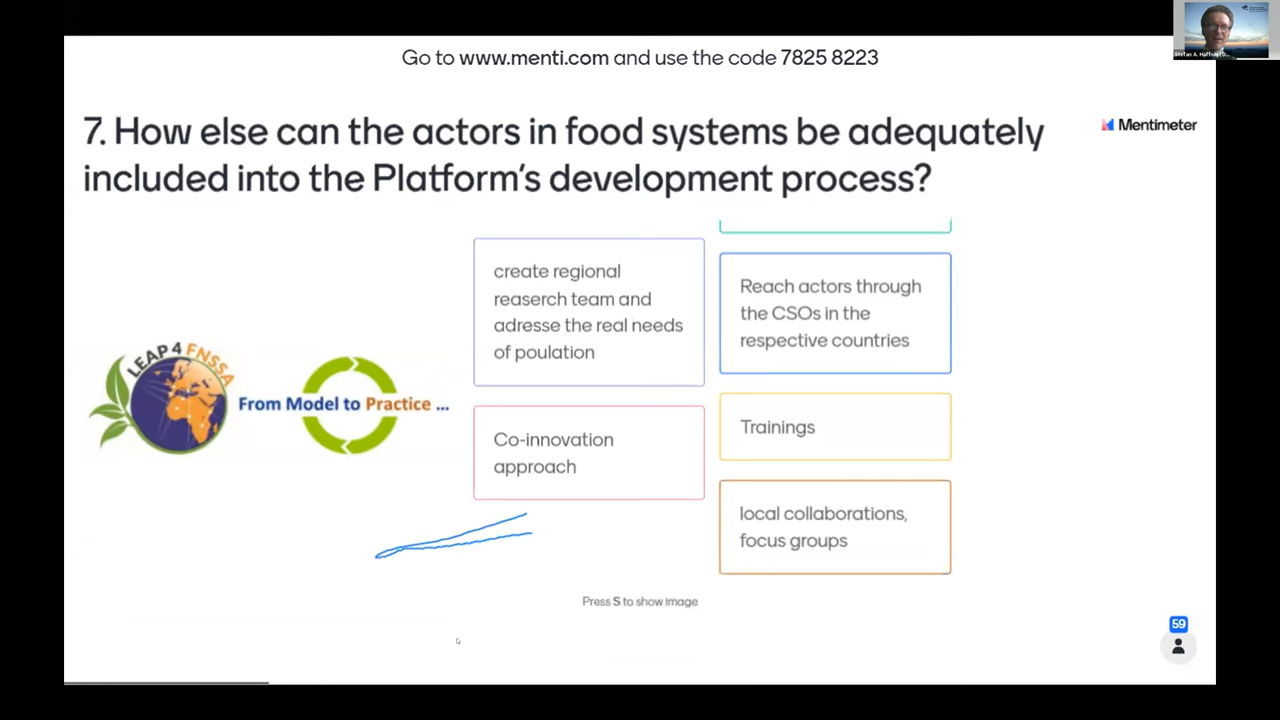 Go to www.menti.com and use the code 7825 8223
7. How else can the actors in food systems be adequately
included into the Platform's development process?
Mentimeter
LEAP 4 FNSSA
From Model to Practice ...
create regional
reaserch team and
adresse the real needs
of poulation
Co-innovation
approach
Reach actors through
the CSOs in the
respective countries
Trainings
local collaborations,
focus groups
Press S to show image
59